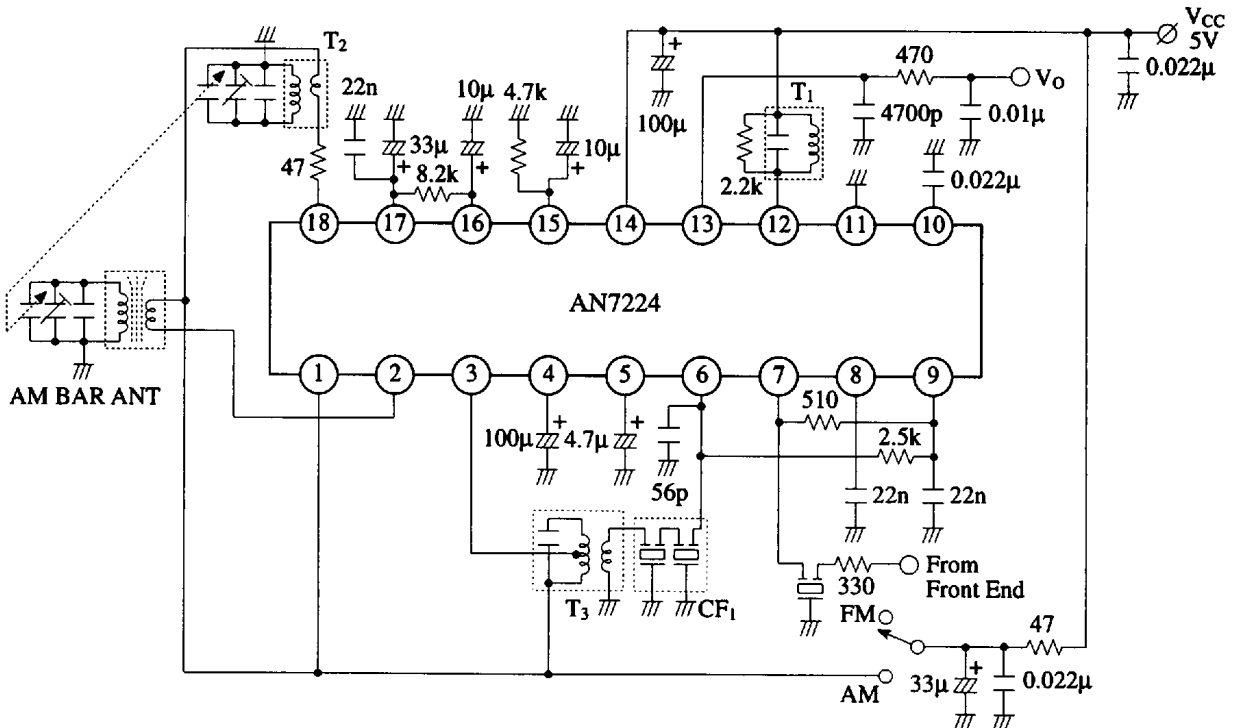 T₂
V_CC
5V
470
V_O
0.022µ
22n
10µ
4.7k
T₁
100µ
4700p
0.01µ
33µ
10µ
47
8.2k
2.2k
0.022µ
18
17
16
15
14
13
12
11
10
AN7224
1
2
3
4
5
6
7
8
9
AM BAR ANT
510
100µ
4.7µ
2.5k
56p
22n
22n
From
Front End
330
T₃
CF₁
FM
47
AM
33µ
0.022µ